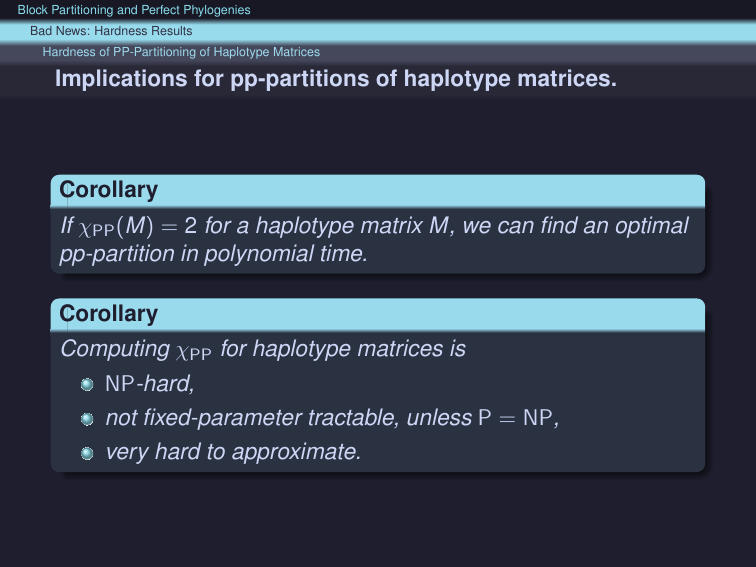 Block Partitioning and Perfect Phylogenies
Bad News: Hardness Results
Hardness of PP-Partitioning of Haplotype Matrices
Implications for pp-partitions of haplotype matrices.
Corollary
If χPP(M) = 2 for a haplotype matrix M, we can find an optimal
pp-partition in polynomial time.
Corollary
Computing χPP for haplotype matrices is
NP-hard,
not fixed-parameter tractable, unless P = NP,
very hard to approximate.